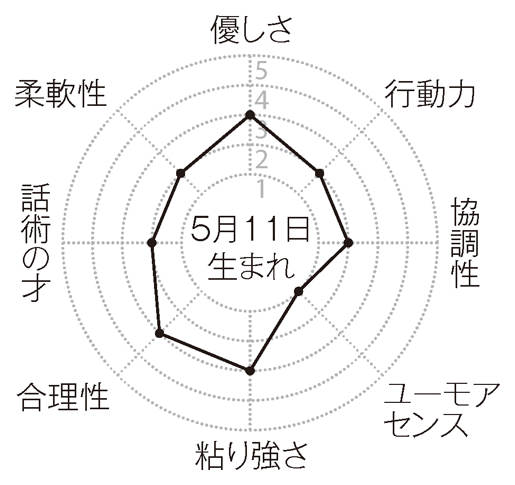 優しさ
行動力
協調性
ユーモア
センス
粘り強さ
合理性
話術の才
柔軟性
5
4
3
2
1
5月11日
生まれ